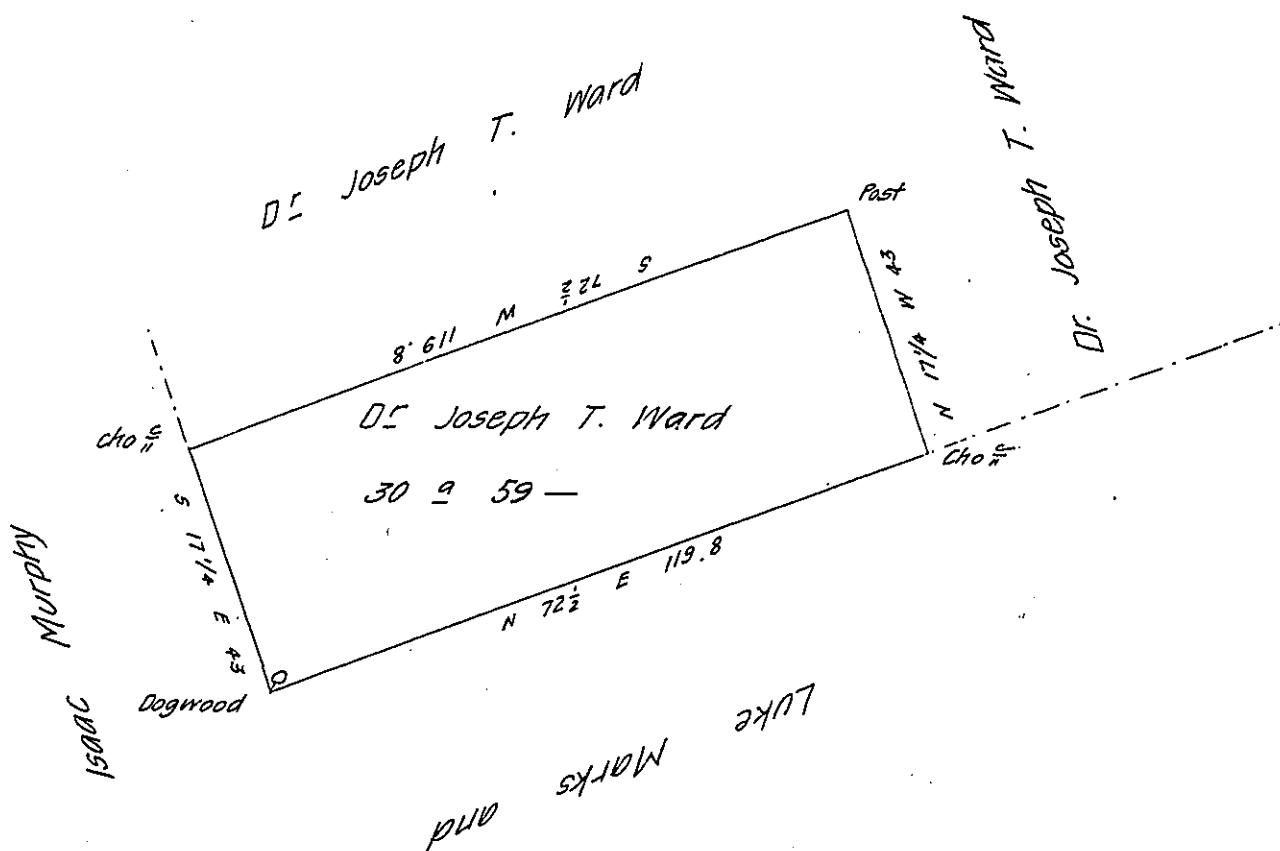 Dr Joseph T. Ward
Dr. Joseph T. Ward
Post
S 72½ W 119.8
N 17¼ W 43
Cho
Dr Joseph T. Ward
30 a 59 —
Cho
S 17¼ E 43
N 72½ E 119.8
Dogwood
Isaac Murphy
Luke Marks and